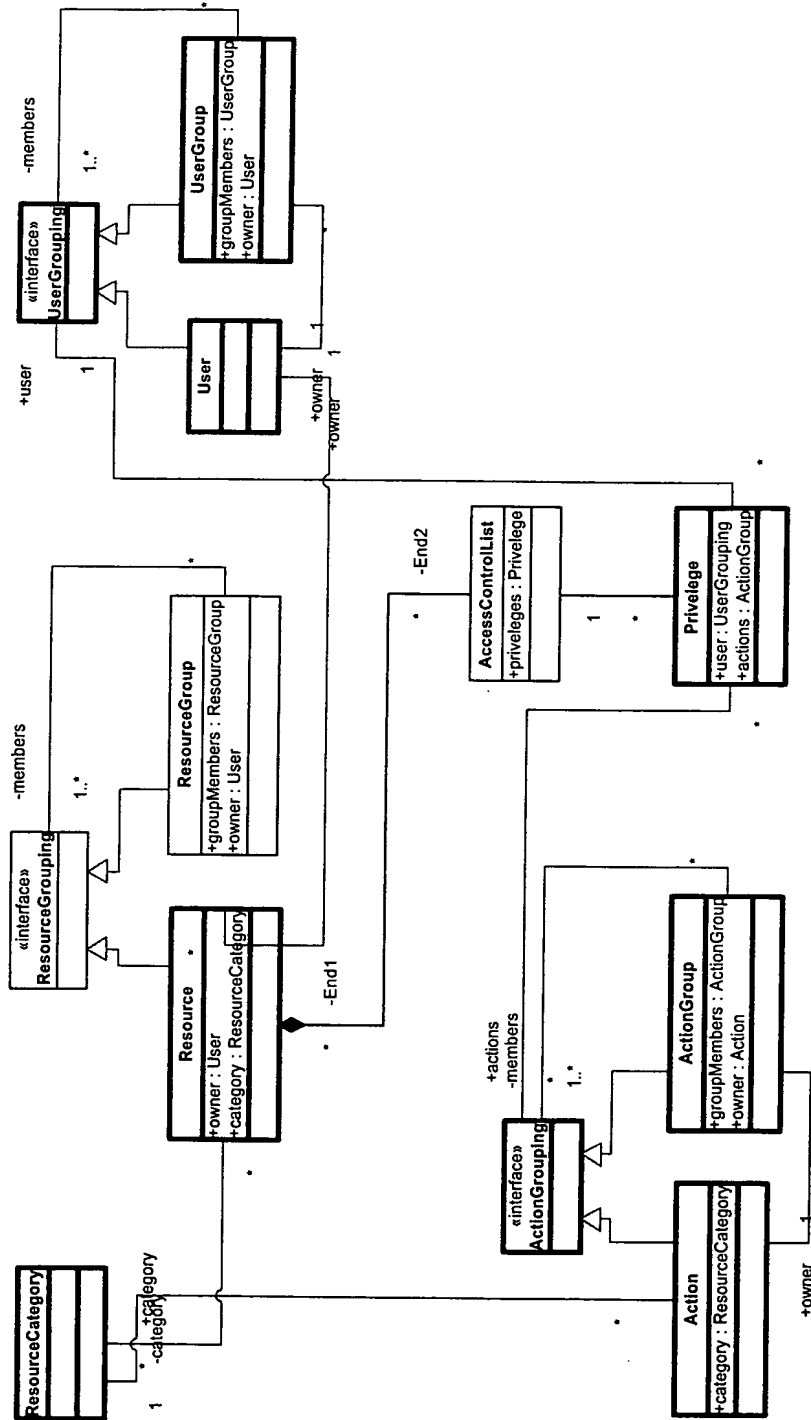 ResourceCategory
1
*
+category
-category
*
«interface»
ResourceGrouping
-members
1..*
*
Resource
+owner : User
+category : ResourceCategory
*
ResourceGroup
+groupMembers : ResourceGroup
+owner : User
«interface»
UserGrouping
+user
1
-members
1..*
*
User
UserGroup
+groupMembers : UserGroup
+owner : User
+owner
+owner
1
1
*
-End1
*
-End2
*
AccessControlList
+priveleges : Privelege
1
*
Privelege
+user : UserGrouping
+actions : ActionGroup
*
*
«interface»
ActionGrouping
+actions
-members
*
1..*
*
Action
+category : ResourceCategory
*
ActionGroup
+groupMembers : ActionGroup
+owner : Action
+owner
1